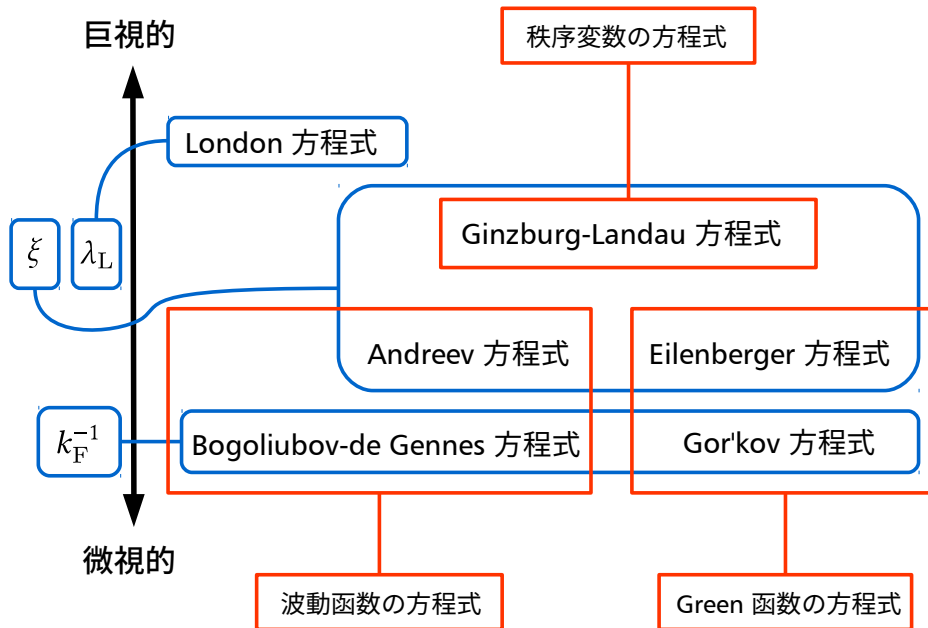 巨視的
秩序変数の方程式
London 方程式
ξ
λ_L
Ginzburg-Landau 方程式
Andreev 方程式
Eilenberger 方程式
k_F^{-1}
Bogoliubov-de Gennes 方程式
Gor'kov 方程式
微視的
波動函数の方程式
Green 函数の方程式